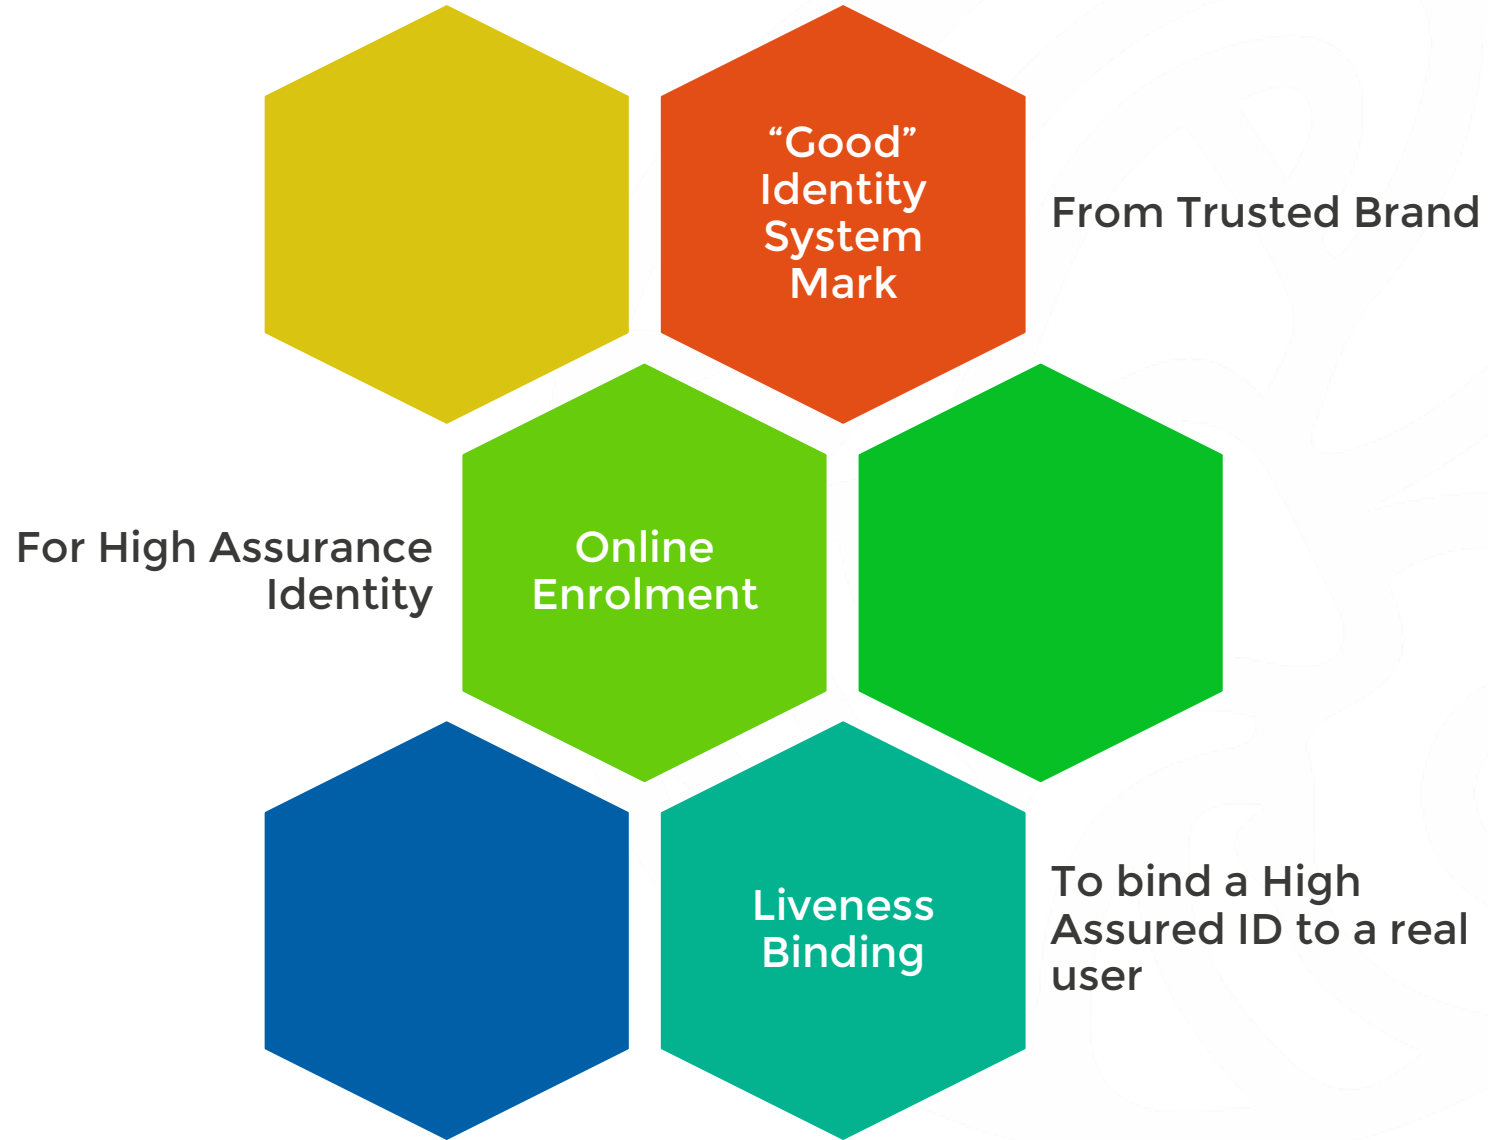 “Good”
Identity
System
Mark
From Trusted Brand
For High Assurance
Identity
Online
Enrolment
Liveness
Binding
To bind a High
Assured ID to a real
user